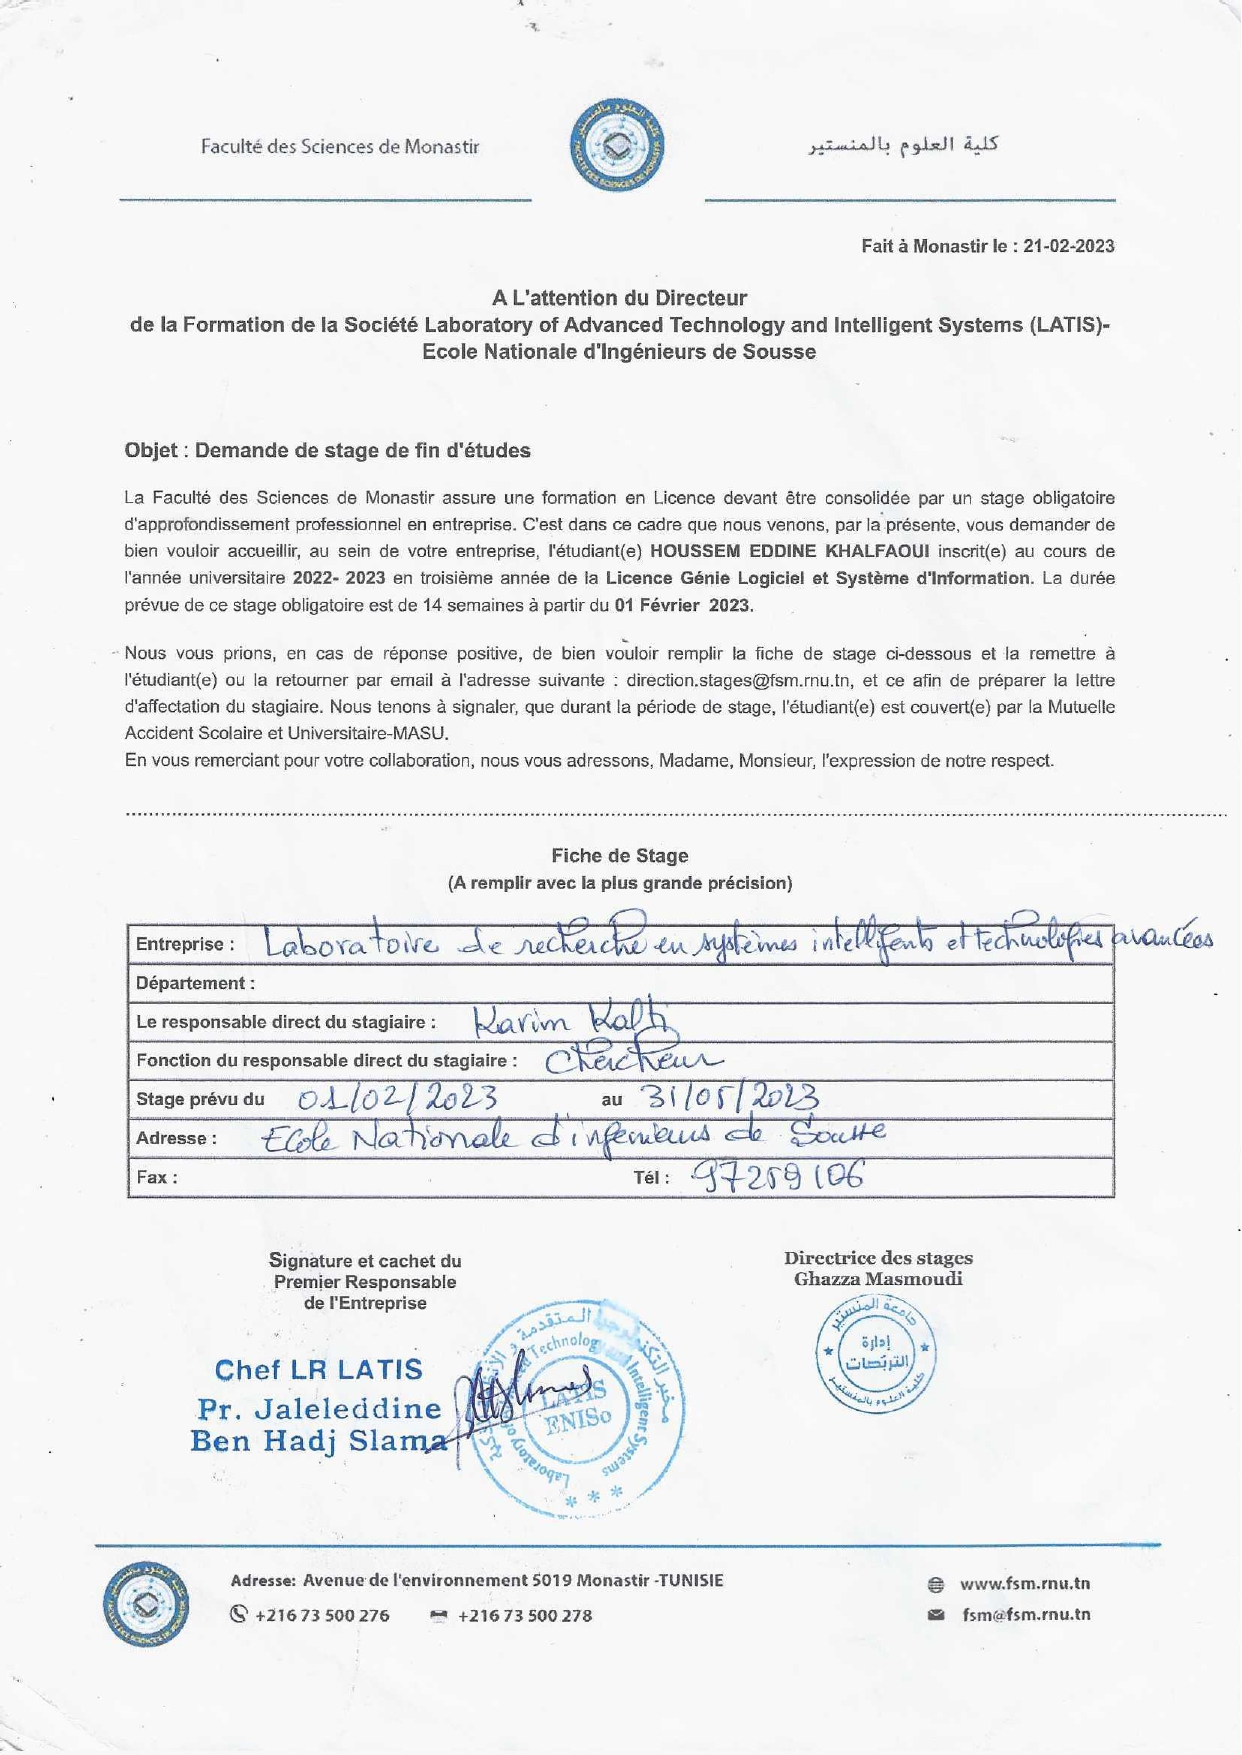 Faculté des Sciences de Monastir
كلية العلوم بالمنستير
Fait à Monastir le : 21-02-2023
A L'attention du Directeur
de la Formation de la Société Laboratory of Advanced Technology and Intelligent Systems (LATIS)-
Ecole Nationale d'Ingénieurs de Sousse
Objet : Demande de stage de fin d'études
La Faculté des Sciences de Monastir assure une formation en Licence devant être consolidée par un stage obligatoire
d'approfondissement professionnel en entreprise. C'est dans ce cadre que nous venons, par la présente, vous demander de
bien vouloir accueillir, au sein de votre entreprise, l'étudiant(e) HOUSSEM EDDINE KHALFAOUI inscrit(e) au cours de
l'année universitaire 2022- 2023 en troisième année de la Licence Génie Logiciel et Système d'Information. La durée
prévue de ce stage obligatoire est de 14 semaines à partir du 01 Février 2023.
Nous vous prions, en cas de réponse positive, de bien vouloir remplir la fiche de stage ci-dessous et la remettre à
l'étudiant(e) ou la retourner par email à l'adresse suivante : direction.stages@fsm.rnu.tn, et ce afin de préparer la lettre
d'affectation du stagiaire. Nous tenons à signaler, que durant la période de stage, l'étudiant(e) est couvert(e) par la Mutuelle
Accident Scolaire et Universitaire-MASU.
En vous remerciant pour votre collaboration, nous vous adressons, Madame, Monsieur, l'expression de notre respect.
Fiche de Stage
(A remplir avec la plus grande précision)
Entreprise : Laboratoire de recherche en systèmes intelligents et technologies avancées
Département :
Le responsable direct du stagiaire : Karim Kalti
Fonction du responsable direct du stagiaire : Chercheur
Stage prévu du 01/02/2023 au 31/05/2023
Adresse : Ecole Nationale d'ingenieurs de Sousse
Fax : Tél : 97259106
Signature et cachet du
Premier Responsable
de l'Entreprise
Directrice des stages
Ghazza Masmoudi
جامعة المنستير
إدارة
التربصات
كلية العلوم بالمنستير
Chef LR LATIS
Pr. Jaleleddine
Ben Hadj Slama
LATIS
ENISo
Intelligent Systems
Laboratory of
Technolog
* * *
Adresse: Avenue de l'environnement 5019 Monastir -TUNISIE
+216 73 500 276 +216 73 500 278
www.fsm.rnu.tn
fsm@fsm.rnu.tn